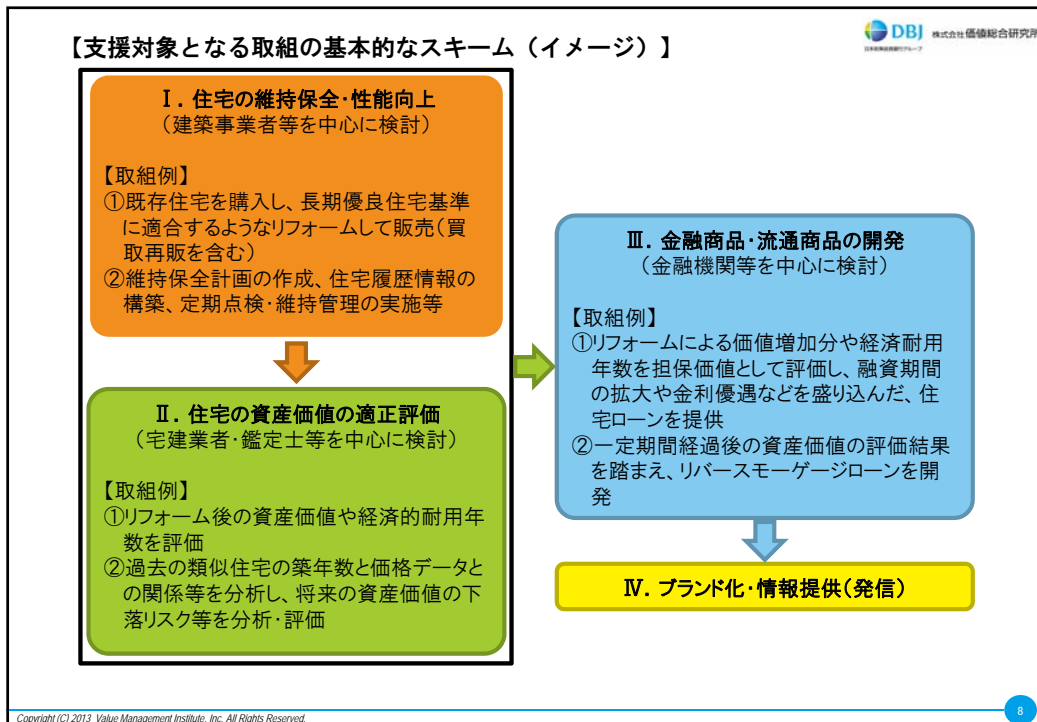 【支援対象となる取組の基本的なスキーム（イメージ）】
DBJ 株式会社価値総合研究所
日本政策投資銀行グループ
Ⅰ．住宅の維持保全・性能向上
（建築事業者等を中心に検討）
【取組例】
①既存住宅を購入し、長期優良住宅基準
に適合するようなリフォームして販売（買
取再販を含む）
②維持保全計画の作成、住宅履歴情報の
構築、定期点検・維持管理の実施等
Ⅱ．住宅の資産価値の適正評価
（宅建業者・鑑定士等を中心に検討）
【取組例】
①リフォーム後の資産価値や経済的耐用年
数を評価
②過去の類似住宅の築年数と価格データと
の関係等を分析し、将来の資産価値の下
落リスク等を分析・評価
Ⅲ．金融商品・流通商品の開発
（金融機関等を中心に検討）
【取組例】
①リフォームによる価値増加分や経済耐用
年数を担保価値として評価し、融資期間
の拡大や金利優遇などを盛り込んだ、住
宅ローンを提供
②一定期間経過後の資産価値の評価結果
を踏まえ、リバースモーゲージローンを開
発
Ⅳ．ブランド化・情報提供（発信）
Copyright (C) 2013 Value Management Institute, Inc. All Rights Reserved.
8